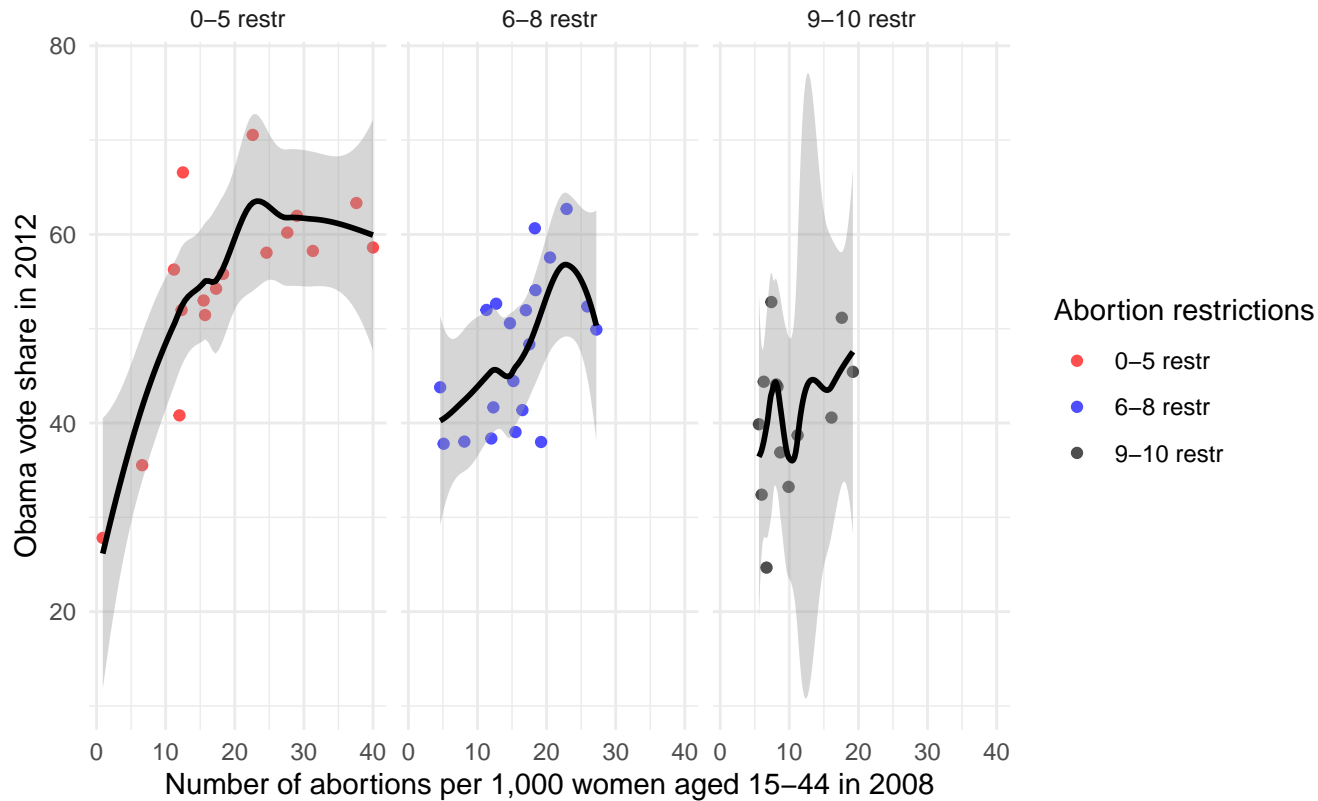 0–5 restr 6–8 restr 9–10 restr
80
60
40
20
Obama vote share in 2012
0 10 20 30 40 0 10 20 30 40 0 10 20 30 40
Number of abortions per 1,000 women aged 15–44 in 2008
Abortion restrictions
0–5 restr
6–8 restr
9–10 restr